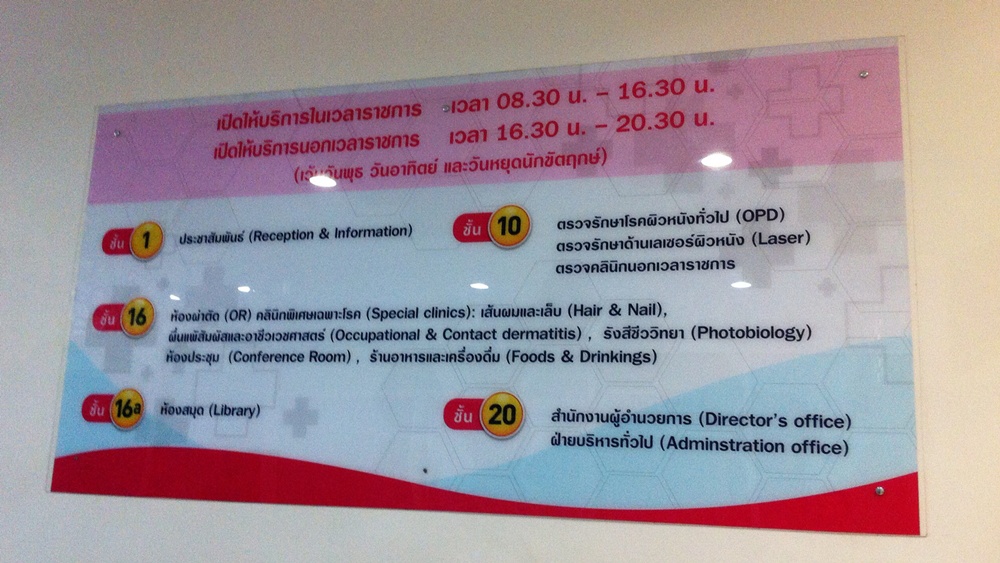 เปิดให้บริการในเวลาราชการ เวลา 08.30 น. – 16.30 น.
เปิดให้บริการนอกเวลาราชการ เวลา 16.30 น. – 20.30 น.
(เว้นวันพุธ วันอาทิตย์ และวันหยุดนักขัตฤกษ์)
ชั้น 1 ประชาสัมพันธ์ (Reception & Information)
ชั้น 10 ตรวจรักษาโรคผิวหนังทั่วไป (OPD)
ตรวจรักษาด้านเลเซอร์ผิวหนัง (Laser)
ตรวจคลินิกนอกเวลาราชการ
ชั้น 16 ห้องผ่าตัด (OR) คลินิกพิเศษเฉพาะโรค (Special clinics): เส้นผมและเล็บ (Hair & Nail),
ผื่นแพ้สัมผัสและอาชีวเวชศาสตร์ (Occupational & Contact dermatitis) , รังสีชีววิทยา (Photobiology)
ห้องประชุม (Conference Room) , ร้านอาหารและเครื่องดื่ม (Foods & Drinkings)
ชั้น 16a ห้องสมุด (Library)
ชั้น 20 สำนักงานผู้อำนวยการ (Director's office)
ฝ่ายบริหารทั่วไป (Adminstration office)